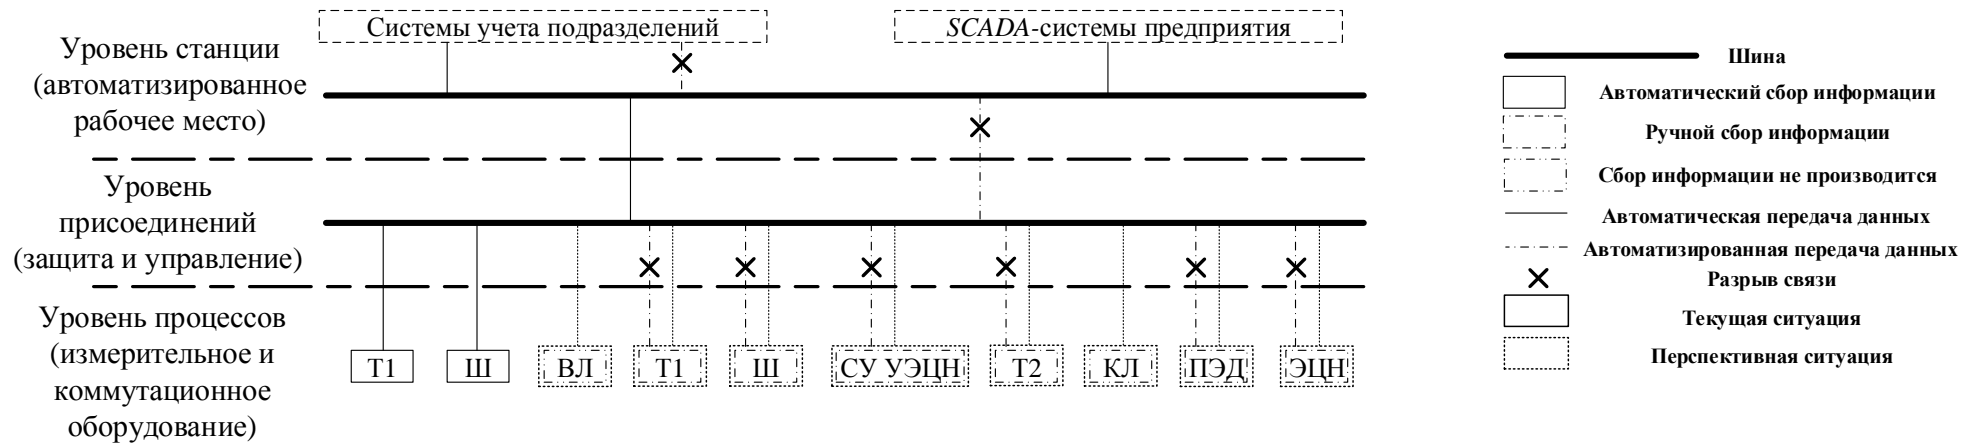 Уровень станции
(автоматизированное
рабочее место)
Системы учета подразделений
SCADA-системы предприятия
Уровень
присоединений
(защита и управление)
Уровень процессов
(измерительное и
коммутационное
оборудование)
Т1
Ш
ВЛ
Т1
Ш
СУ УЭЦН
Т2
КЛ
ПЭД
ЭЦН
Шина
Автоматический сбор информации
Ручной сбор информации
Сбор информации не производится
Автоматическая передача данных
Автоматизированная передача данных
Разрыв связи
Текущая ситуация
Перспективная ситуация